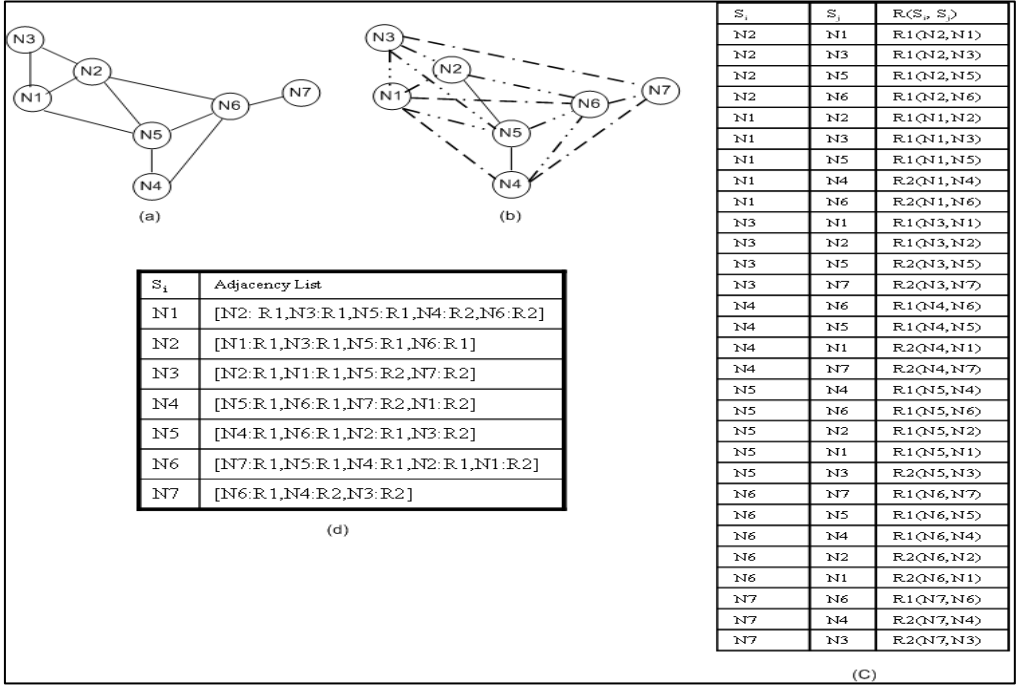 N3
N2
N1
N6
N7
N5
N4
(a)
N3
N2
N1
N6
N7
N5
N4
(b)
Si Adjacency List
N1 [N2: R1,N3:R1,N5:R1,N4:R2,N6:R2]
N2 [N1:R1,N3:R1,N5:R1,N6:R1]
N3 [N2:R1,N1:R1,N5:R2,N7:R2]
N4 [N5:R1,N6:R1,N7:R2,N1:R2]
N5 [N4:R1,N6:R1,N2:R1,N3:R2]
N6 [N7:R1,N5:R1,N4:R1,N2:R1,N1:R2]
N7 [N6:R1,N4:R2,N3:R2]
(d)
Si Sj R(Si, Sj)
N2 N1 R1(N2,N1)
N2 N3 R1(N2,N3)
N2 N5 R1(N2,N5)
N2 N6 R1(N2,N6)
N1 N2 R1(N1,N2)
N1 N3 R1(N1,N3)
N1 N5 R1(N1,N5)
N1 N4 R2(N1,N4)
N1 N6 R2(N1,N6)
N3 N1 R1(N3,N1)
N3 N2 R1(N3,N2)
N3 N5 R2(N3,N5)
N3 N7 R2(N3,N7)
N4 N6 R1(N4,N6)
N4 N5 R1(N4,N5)
N4 N1 R2(N4,N1)
N4 N7 R2(N4,N7)
N5 N4 R1(N5,N4)
N5 N6 R1(N5,N6)
N5 N2 R1(N5,N2)
N5 N1 R1(N5,N1)
N5 N3 R2(N5,N3)
N6 N7 R1(N6,N7)
N6 N5 R1(N6,N5)
N6 N4 R1(N6,N4)
N6 N2 R2(N6,N2)
N6 N1 R2(N6,N1)
N7 N6 R1(N7,N6)
N7 N4 R2(N7,N4)
N7 N3 R2(N7,N3)
(C)